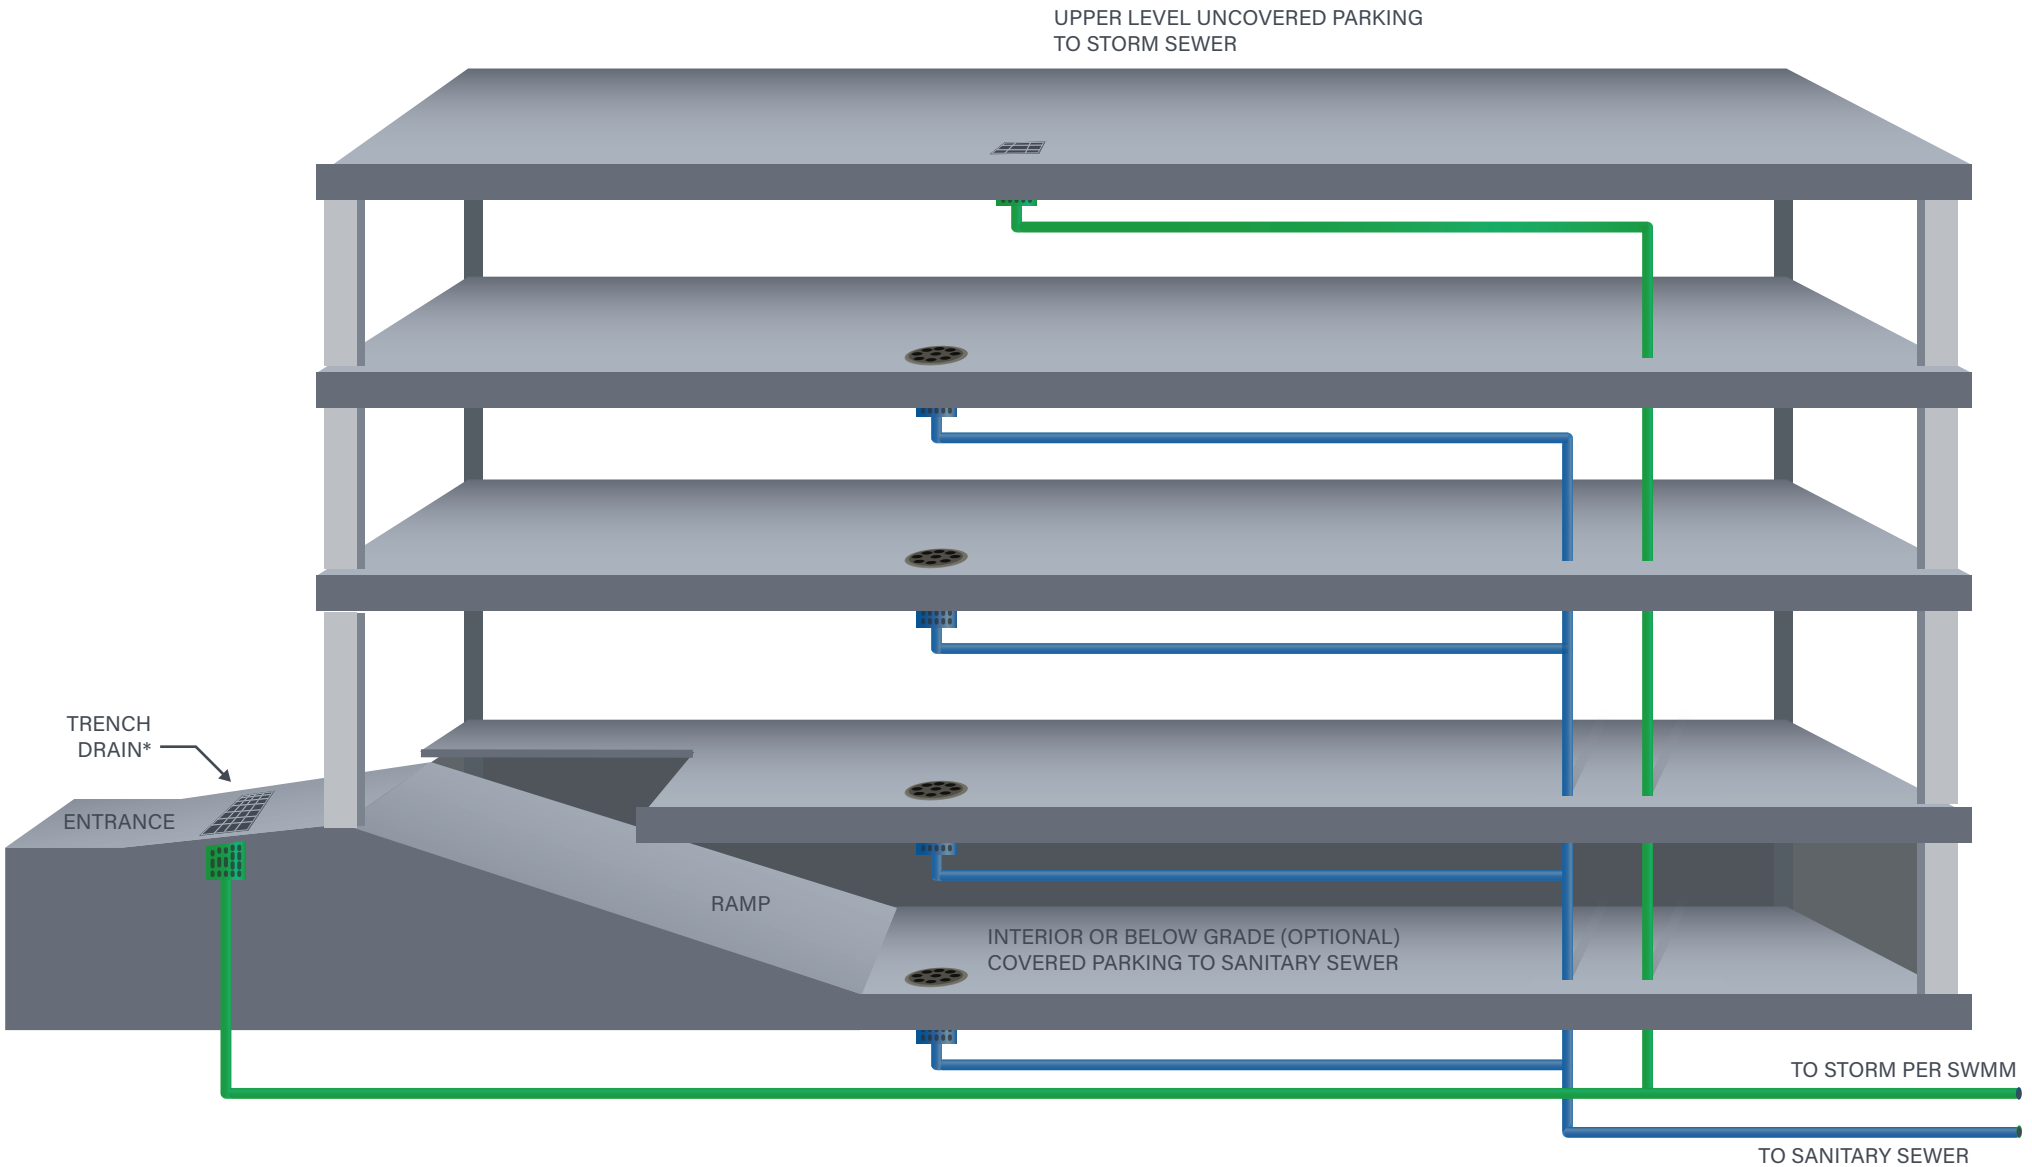 UPPER LEVEL UNCOVERED PARKING
TO STORM SEWER
TRENCH
DRAIN*
ENTRANCE
RAMP
INTERIOR OR BELOW GRADE (OPTIONAL)
COVERED PARKING TO SANITARY SEWER
TO STORM PER SWMM
TO SANITARY SEWER